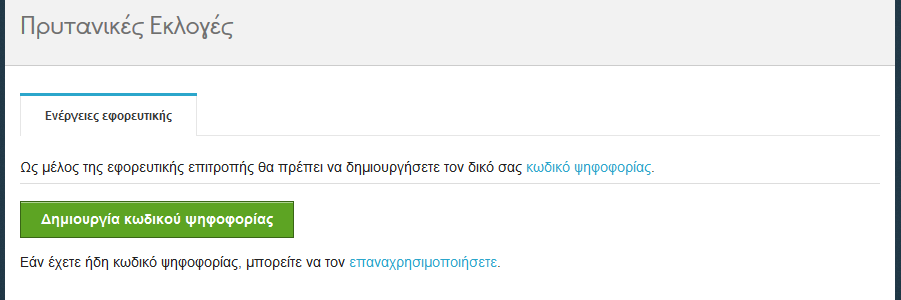 Πρυτανικές Εκλογές
Ενέργειες εφορευτικής
Ως μέλος της εφορευτικής επιτροπής θα πρέπει να δημιουργήσετε τον δικό σας κωδικό ψηφοφορίας.
Δημιουργία κωδικού ψηφοφορίας
Εάν έχετε ήδη κωδικό ψηφοφορίας, μπορείτε να τον επαναχρησιμοποιήσετε.